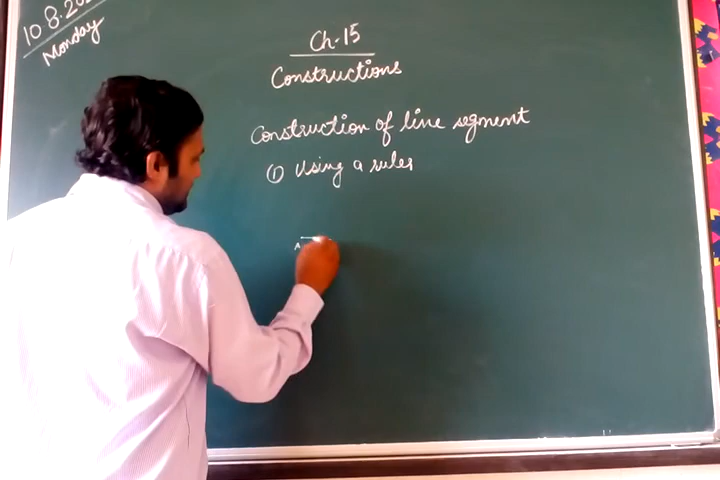 10.8.20
Monday
Ch-15
Constructions
Construction of line segment
① Using a ruler
A